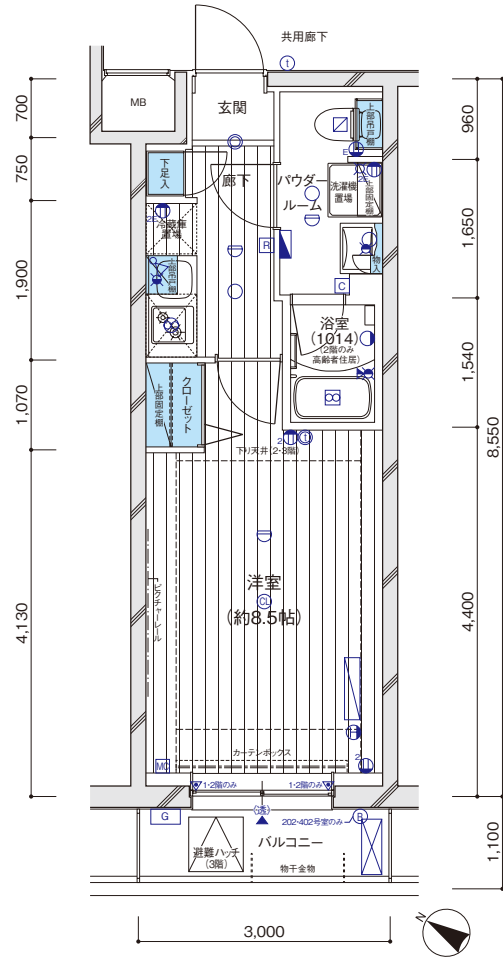 共用廊下
t
700
MB
玄関
上部吊戸棚
960
E
750
下足入
廊下
パウダー
ルーム
洗濯機
置場
上部固定棚
2E
2E
冷蔵庫
置場
1,650
R
物入
1,900
上部吊戸棚
C
浴室
(1014)
(2階のみ
高齢者住居)
1,540
1,070
上部固定棚
クローゼット
8,550
2
t
下り天井(2・3階)
洋室
CL
(約8.5帖)
ピクチャーレール
4,130
4,400
カーテンボックス
MC
2
1・2階のみ
1・2階のみ
G
(透)
202・402号室のみ
R
バルコニー
避難ハッチ
(3階)
物干金物
1,100
3,000
N